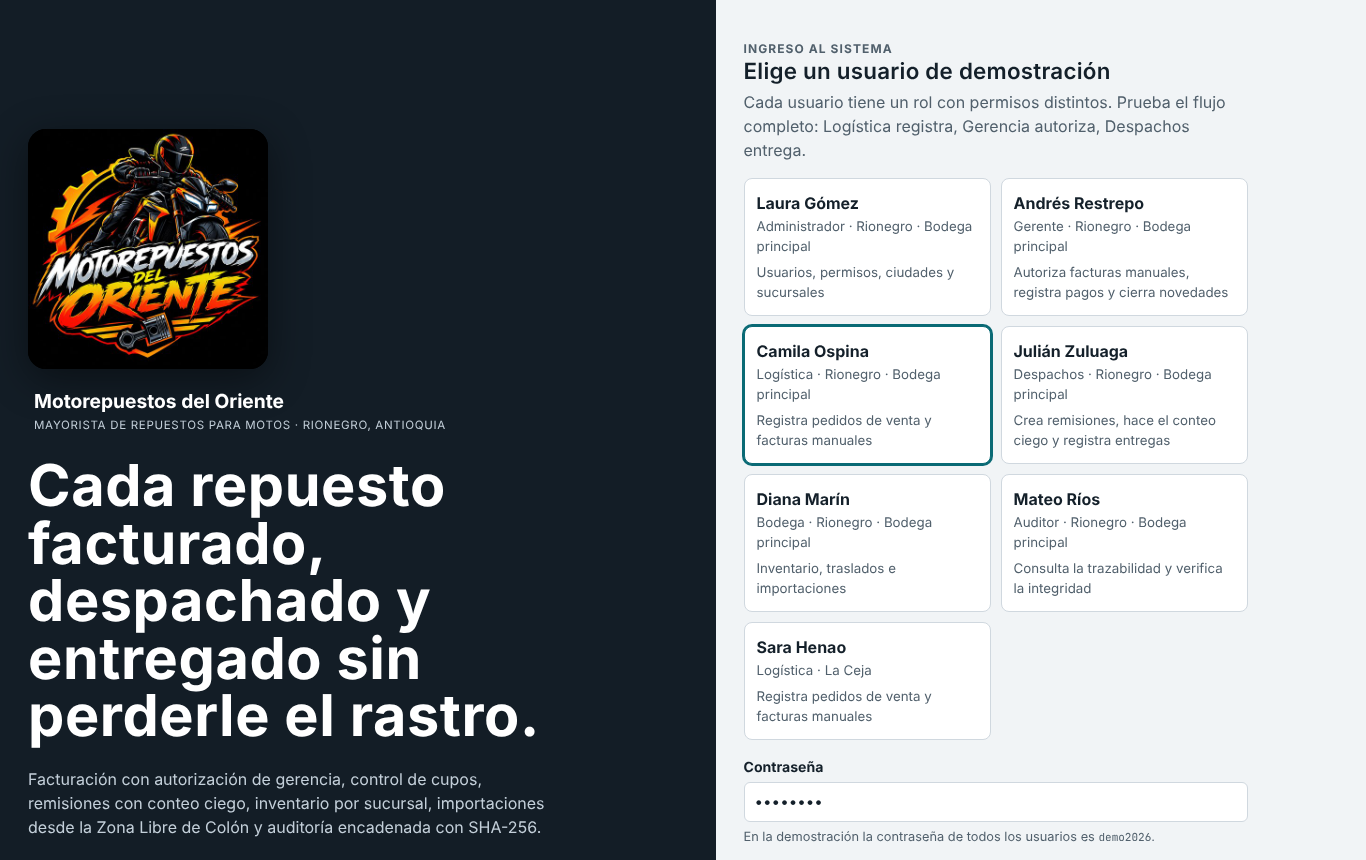 MOTOREPUESTOS
DEL
ORIENTE
Motorepuestos del Oriente
MAYORISTA DE REPUESTOS PARA MOTOS · RIONEGRO, ANTIOQUIA
Cada repuesto
facturado,
despachado y
entregado sin
perderle el rastro.
Facturación con autorización de gerencia, control de cupos,
remisiones con conteo ciego, inventario por sucursal, importaciones
desde la Zona Libre de Colón y auditoría encadenada con SHA-256.
INGRESO AL SISTEMA
Elige un usuario de demostración
Cada usuario tiene un rol con permisos distintos. Prueba el flujo
completo: Logística registra, Gerencia autoriza, Despachos
entrega.
Laura Gómez
Administrador · Rionegro · Bodega
principal
Usuarios, permisos, ciudades y
sucursales
Andrés Restrepo
Gerente · Rionegro · Bodega
principal
Autoriza facturas manuales,
registra pagos y cierra novedades
Camila Ospina
Logística · Rionegro · Bodega
principal
Registra pedidos de venta y
facturas manuales
Julián Zuluaga
Despachos · Rionegro · Bodega
principal
Crea remisiones, hace el conteo
ciego y registra entregas
Diana Marín
Bodega · Rionegro · Bodega
principal
Inventario, traslados e
importaciones
Mateo Ríos
Auditor · Rionegro · Bodega
principal
Consulta la trazabilidad y verifica
la integridad
Sara Henao
Logística · La Ceja
Registra pedidos de venta y
facturas manuales
Contraseña
••••••••
En la demostración la contraseña de todos los usuarios es demo2026.